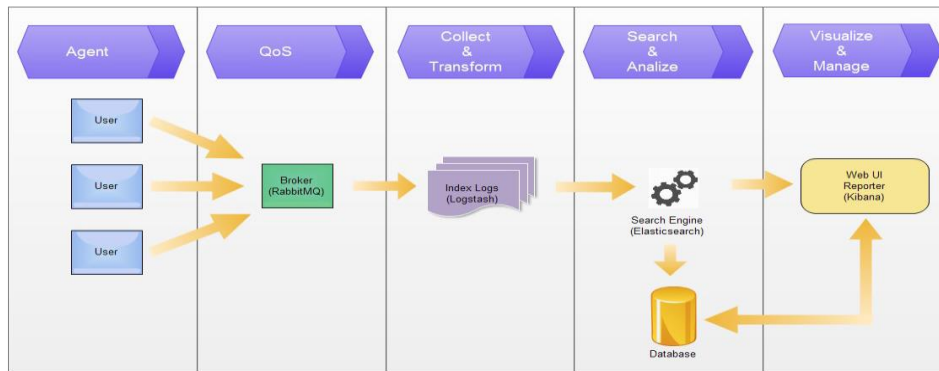 Agent
QoS
Collect
&
Transform
Search
&
Analize
Visualize
&
Manage
User
User
User
Broker
(RabbitMQ)
Index Logs
(Logstash)
Search Engine
(Elasticsearch)
Database
Web UI
Reporter
(Kibana)